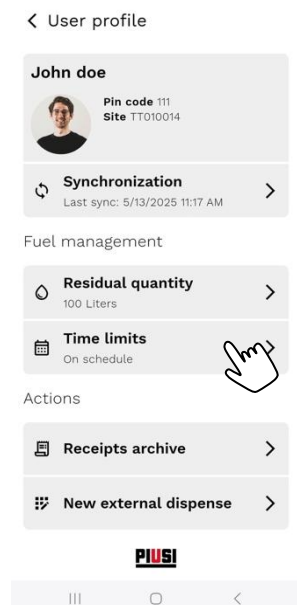 User profile
John doe
Pin code 111
Site TT010014
Synchronization
Last sync: 5/13/2025 11:17 AM
Fuel management
Residual quantity
100 Liters
Time limits
On schedule
Actions
Receipts archive
New external dispense
PIUSI